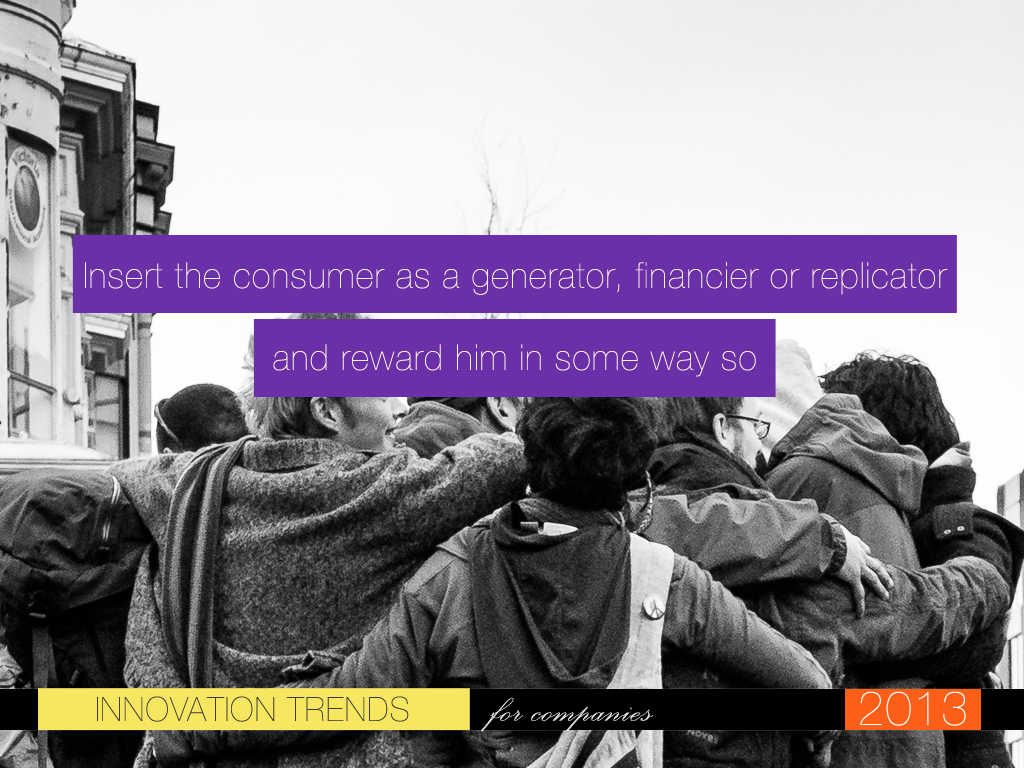 Insert the consumer as a generator, financier or replicator
and reward him in some way so
INNOVATION TRENDS for companies 2013